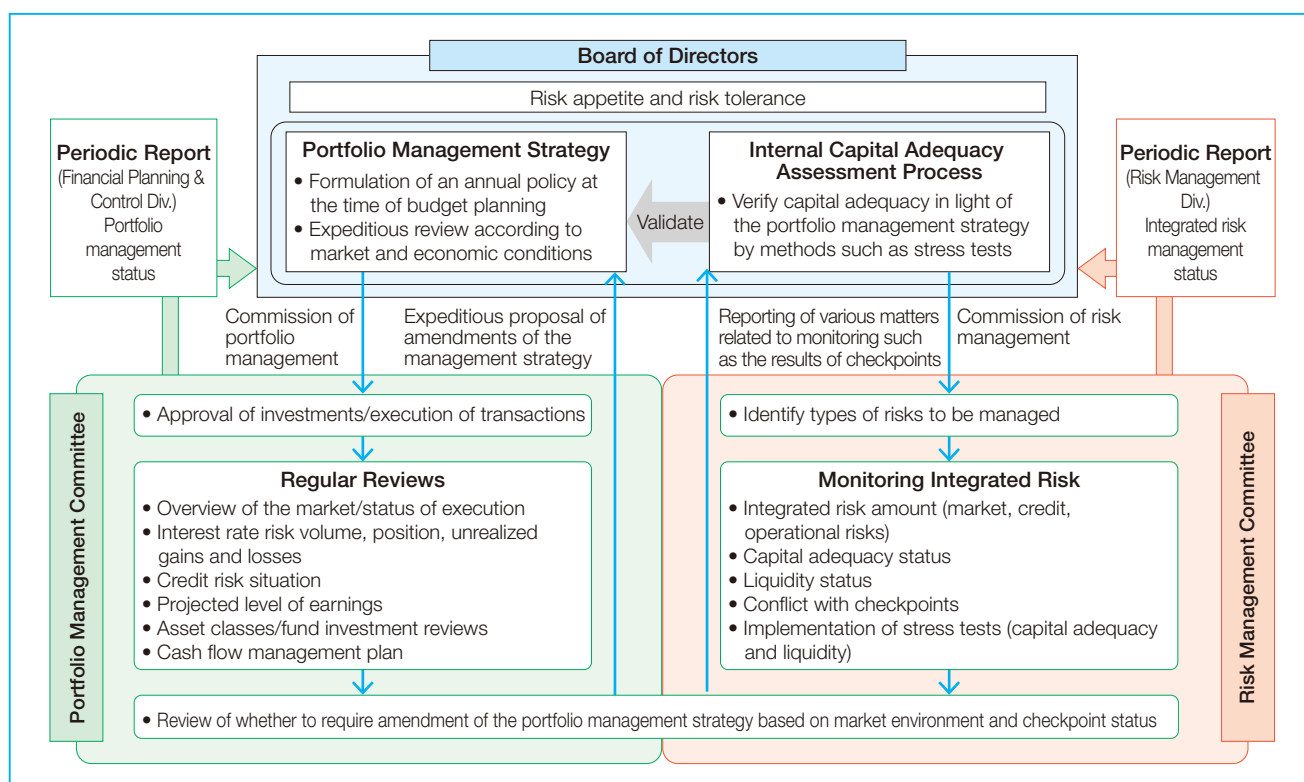 Board of Directors
Risk appetite and risk tolerance
Periodic Report
(Financial Planning &
Control Div.)
Portfolio
management
status
Portfolio Management Strategy
• Formulation of an annual policy at
the time of budget planning
• Expeditious review according to
market and economic conditions
Validate
Internal Capital Adequacy
Assessment Process
• Verify capital adequacy in light of
the portfolio management strategy
by methods such as stress tests
Periodic Report
(Risk Management
Div.)
Integrated risk
management
status
Commission of
portfolio
management
Expeditious proposal of
amendments of the
management strategy
Reporting of various matters
related to monitoring such
as the results of checkpoints
Commission of risk
management
Portfolio Management Committee
• Approval of investments/execution of transactions
Regular Reviews
• Overview of the market/status of execution
• Interest rate risk volume, position, unrealized
gains and losses
• Credit risk situation
• Projected level of earnings
• Asset classes/fund investment reviews
• Cash flow management plan
• Identify types of risks to be managed
Monitoring Integrated Risk
• Integrated risk amount (market, credit,
operational risks)
• Capital adequacy status
• Liquidity status
• Conflict with checkpoints
• Implementation of stress tests (capital adequacy
and liquidity)
Risk Management Committee
• Review of whether to require amendment of the portfolio management strategy based on market environment and checkpoint status